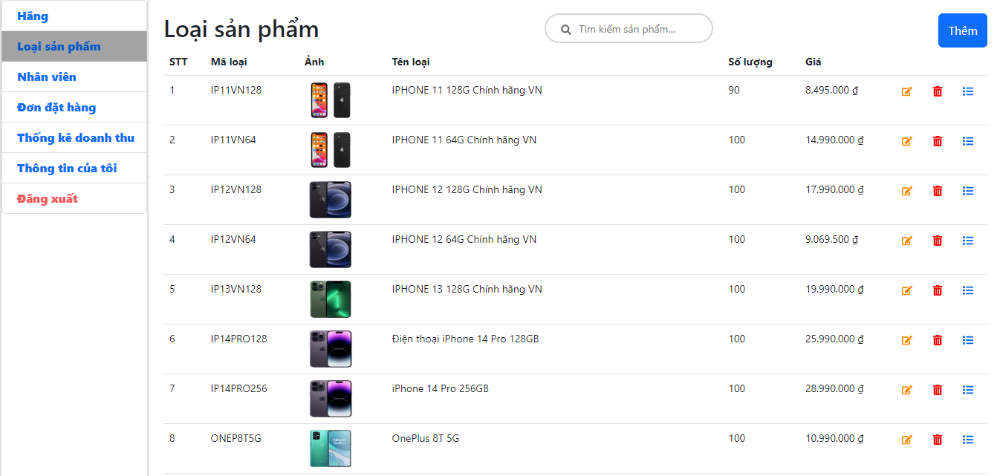 Hãng
Loại sản phẩm
Nhân viên
Đơn đặt hàng
Thống kê doanh thu
Thông tin của tôi
Đăng xuất
Loại sản phẩm
Tìm kiếm sản phẩm...
Thêm
STT Mã loại Ảnh Tên loại Số lượng Giá
1 IP11VN128 IPHONE 11 128G Chính hãng VN 90 8.495.000 ₫
2 IP11VN64 IPHONE 11 64G Chính hãng VN 100 14.990.000 ₫
3 IP12VN128 IPHONE 12 128G Chính hãng VN 100 17.990.000 ₫
4 IP12VN64 IPHONE 12 64G Chính hãng VN 100 9.069.500 ₫
5 IP13VN128 IPHONE 13 128G Chính hãng VN 100 19.990.000 ₫
6 IP14PRO128 Điện thoại iPhone 14 Pro 128GB 100 25.990.000 ₫
7 IP14PRO256 iPhone 14 Pro 256GB 100 28.990.000 ₫
8 ONEP8T5G OnePlus 8T 5G 100 10.990.000 ₫